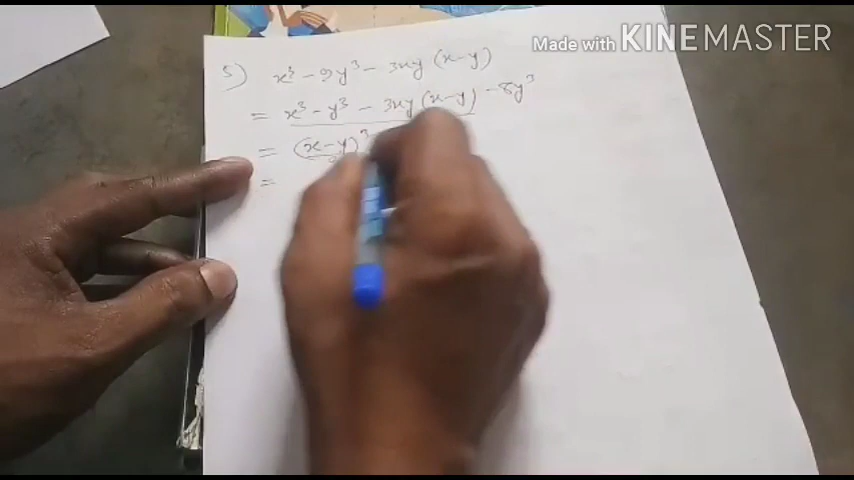 Made with KINEMASTER
5) x³ - 9y³ - 3xy (x-y)
= x³ - y³ - 3xy (x-y) - 8y³
= (x-y)³
=